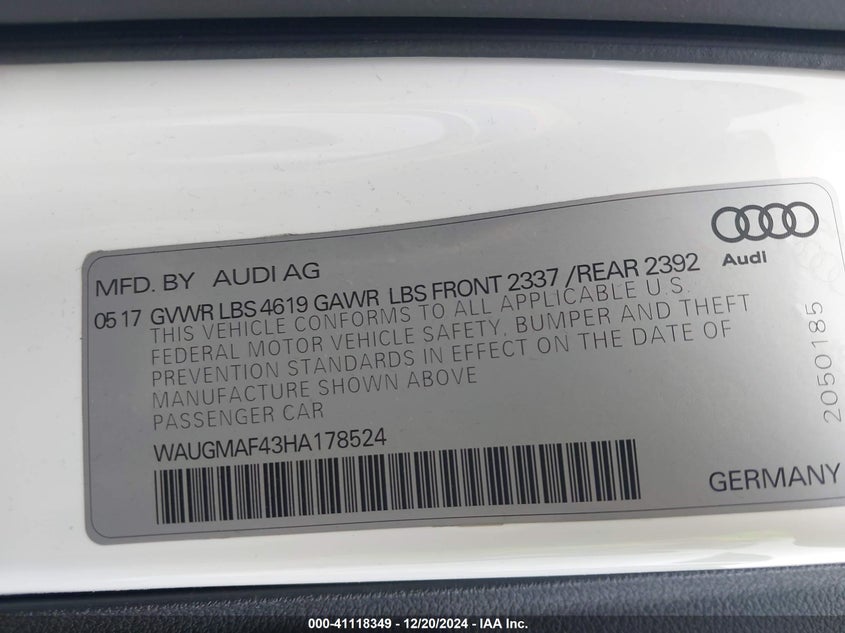 Audi
MFD. BY AUDI AG
05 17 GVWR LBS 4619 GAWR LBS FRONT 2337 /REAR 2392
THIS VEHICLE CONFORMS TO ALL APPLICABLE U.S.
FEDERAL MOTOR VEHICLE SAFETY, BUMPER AND THEFT
PREVENTION STANDARDS IN EFFECT ON THE DATE OF
MANUFACTURE SHOWN ABOVE
PASSENGER CAR
WAUGMAF43HA178524
2050185
GERMANY
000-41118349 - 12/20/2024 - IAA Inc.